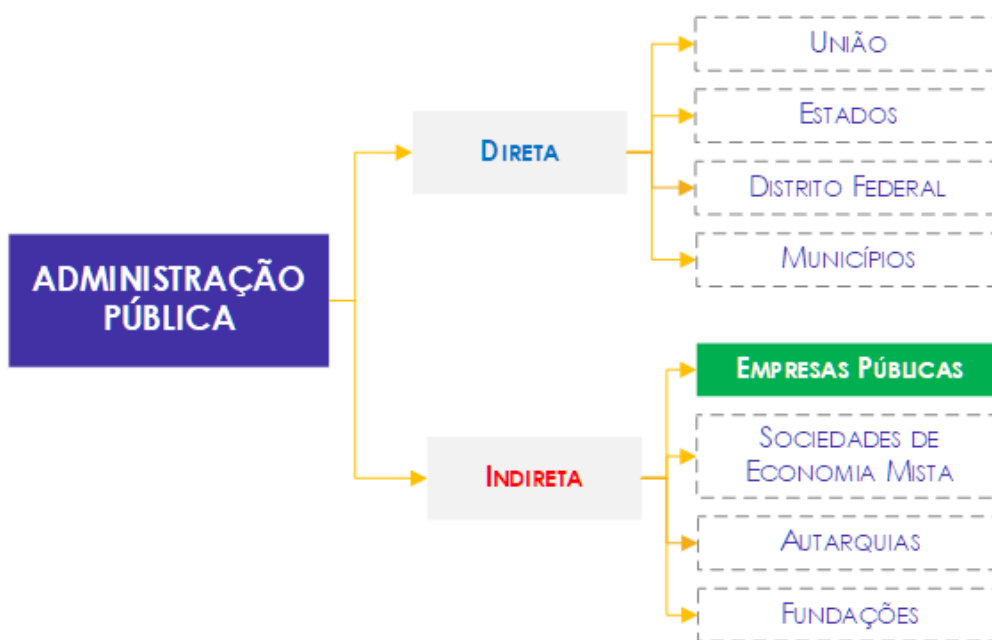 ADMINISTRAÇÃO
PÚBLICA
DIRETA
UNIÃO
ESTADOS
DISTRITO FEDERAL
MUNICÍPIOS
INDIRETA
EMPRESAS PÚBLICAS
SOCIEDADES DE
ECONOMIA MISTA
AUTARQUIAS
FUNDAÇÕES